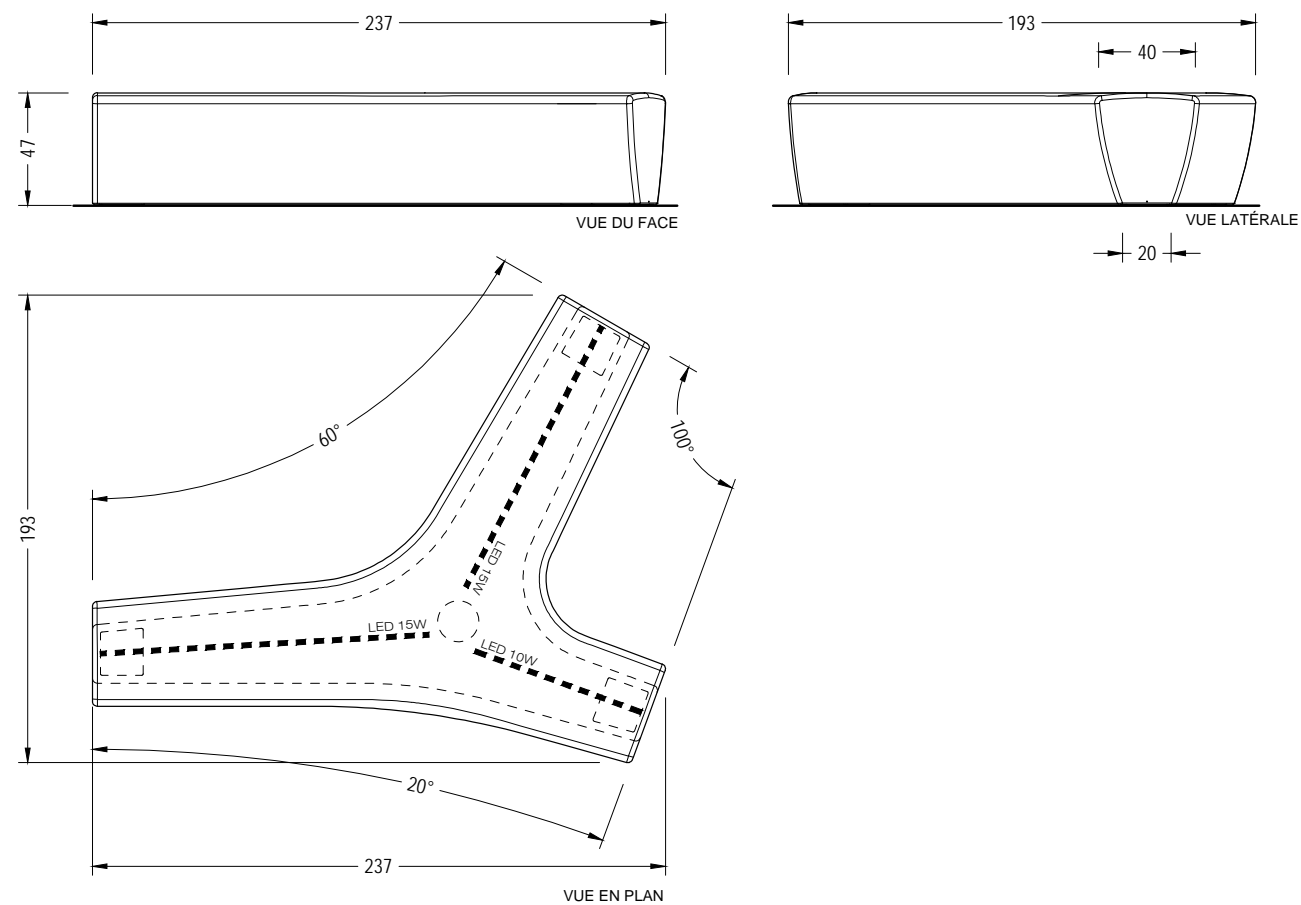 237
47
VUE DU FACE
193
40
20
VUE LATÉRALE
193
60°
100°
LED 15W
LED 15W
LED 10W
20°
237
VUE EN PLAN